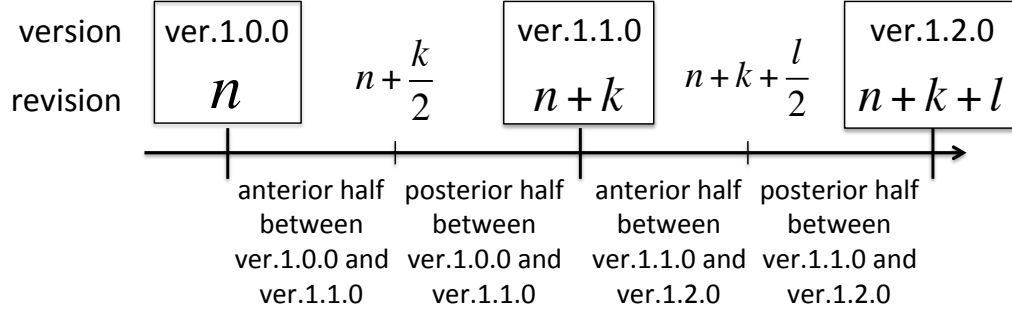 version
ver.1.0.0
ver.1.1.0
ver.1.2.0
revision
n
n + k/2
n + k
n + k + l/2
n + k + l
anterior half
between
ver.1.0.0 and
ver.1.1.0
posterior half
between
ver.1.0.0 and
ver.1.1.0
anterior half
between
ver.1.1.0 and
ver.1.2.0
posterior half
between
ver.1.1.0 and
ver.1.2.0